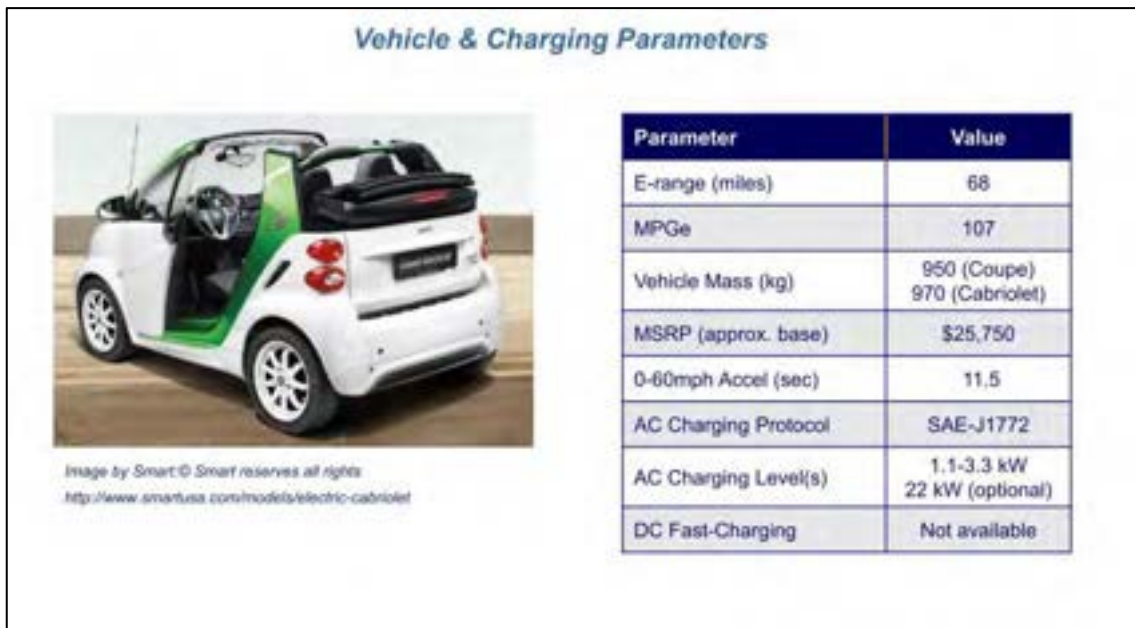 Vehicle & Charging Parameters
Parameter Value
E-range (miles) 68
MPGe 107
Vehicle Mass (kg) 950 (Coupe)
970 (Cabriolet)
MSRP (approx. base) $25,750
0-60mph Accel (sec) 11.5
AC Charging Protocol SAE-J1772
AC Charging Level(s) 1.1-3.3 kW
22 kW (optional)
DC Fast-Charging Not available
Image by Smart © Smart reserves all rights
http://www.smartusa.com/models/electric-cabriolet